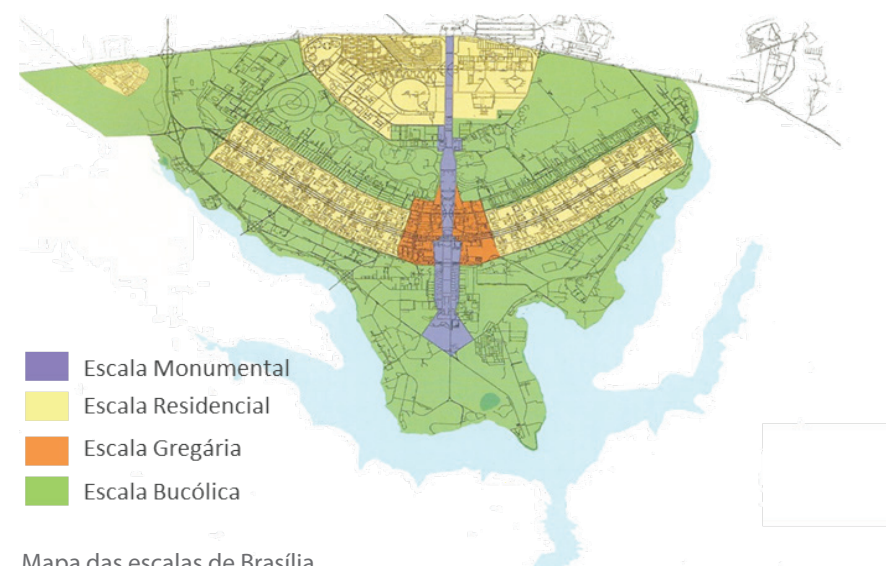 Escala Monumental
Escala Residencial
Escala Gregária
Escala Bucólica
Mapa das escalas de Brasília